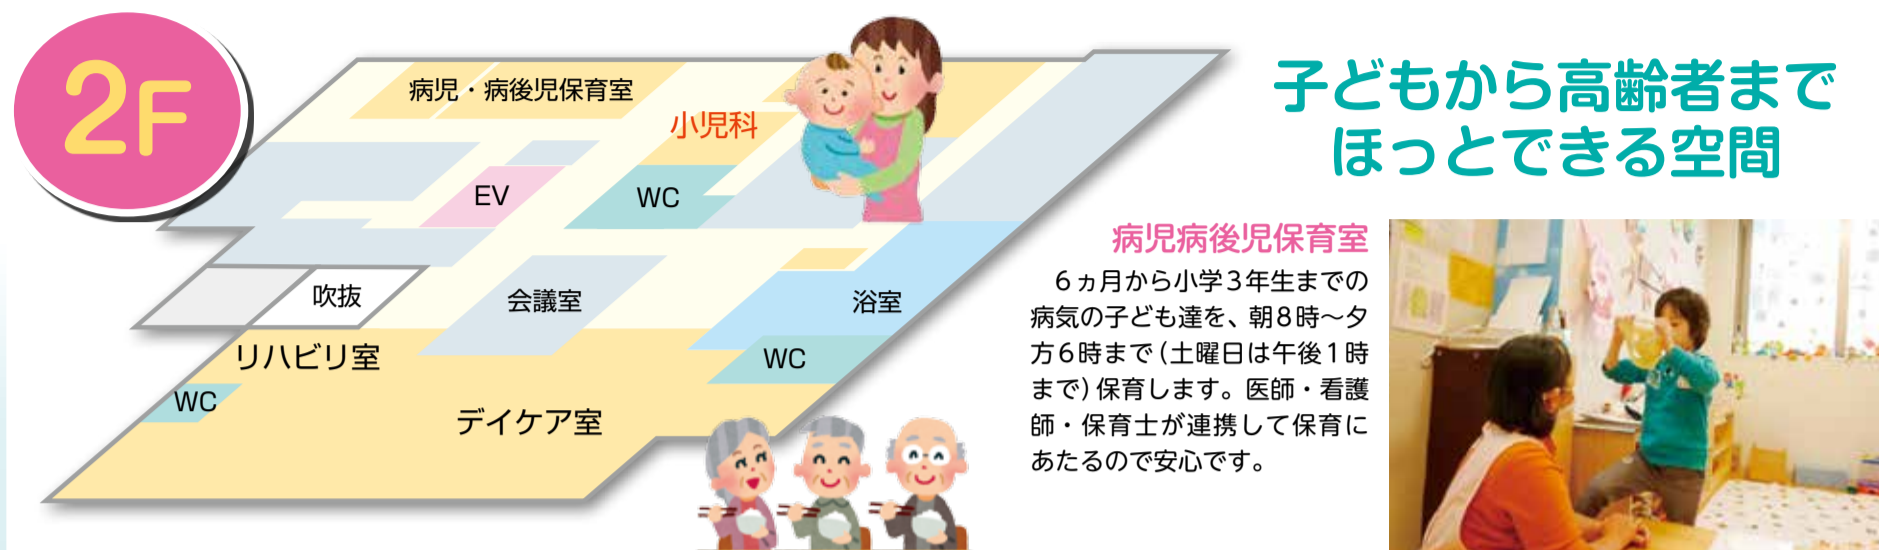 2F
病児・病後児保育室
小児科
EV
WC
吹抜
会議室
浴室
リハビリ室
WC
WC
デイケア室
子どもから高齢者まで
ほっとできる空間
病児病後児保育室
６ヵ月から小学３年生までの
病気の子ども達を、朝８時〜夕
方６時まで（土曜日は午後１時
まで）保育します。医師・看護
師・保育士が連携して保育に
あたるので安心です。